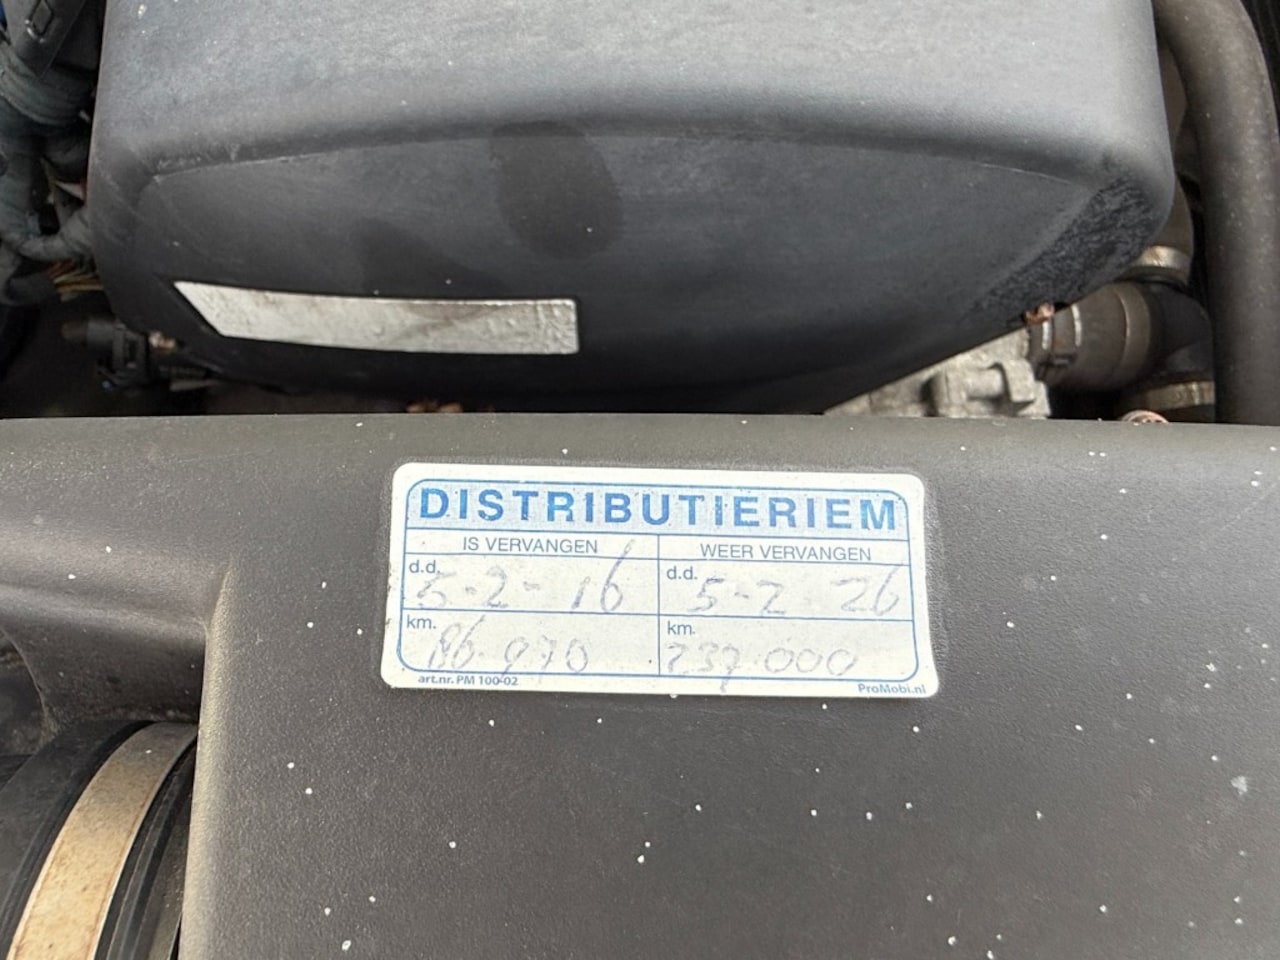 DISTRIBUTIERIEM
IS VERVANGEN WEER VERVANGEN
d.d. 5-2-16 d.d. 5-2-26
km. 86.970 km. 237.000
art.nr. PM 100-02 ProMobi.nl